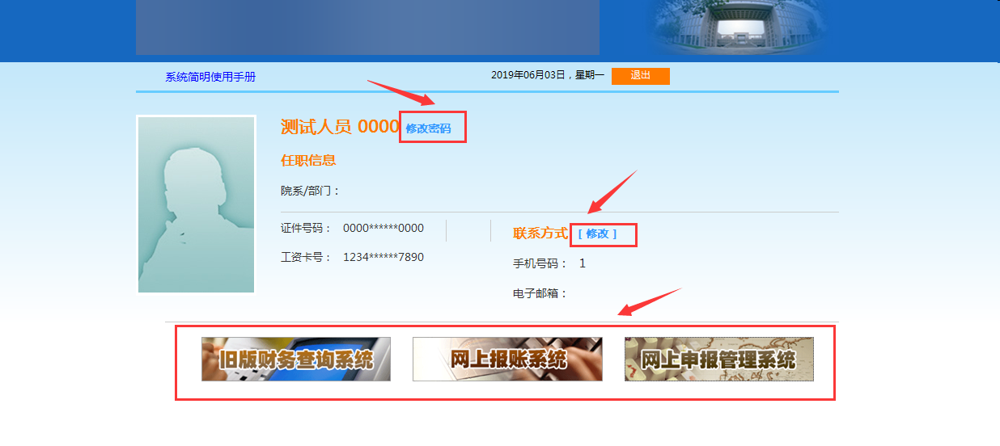 系统简明使用手册 2019年06月03日，星期一 退出
测试人员 0000 修改密码
任职信息
院系/部门：
证件号码： 0000******0000 联系方式 [ 修改 ]
工资卡号： 1234******7890 手机号码： 1
电子邮箱：
旧版财务查询系统 网上报账系统 网上申报管理系统